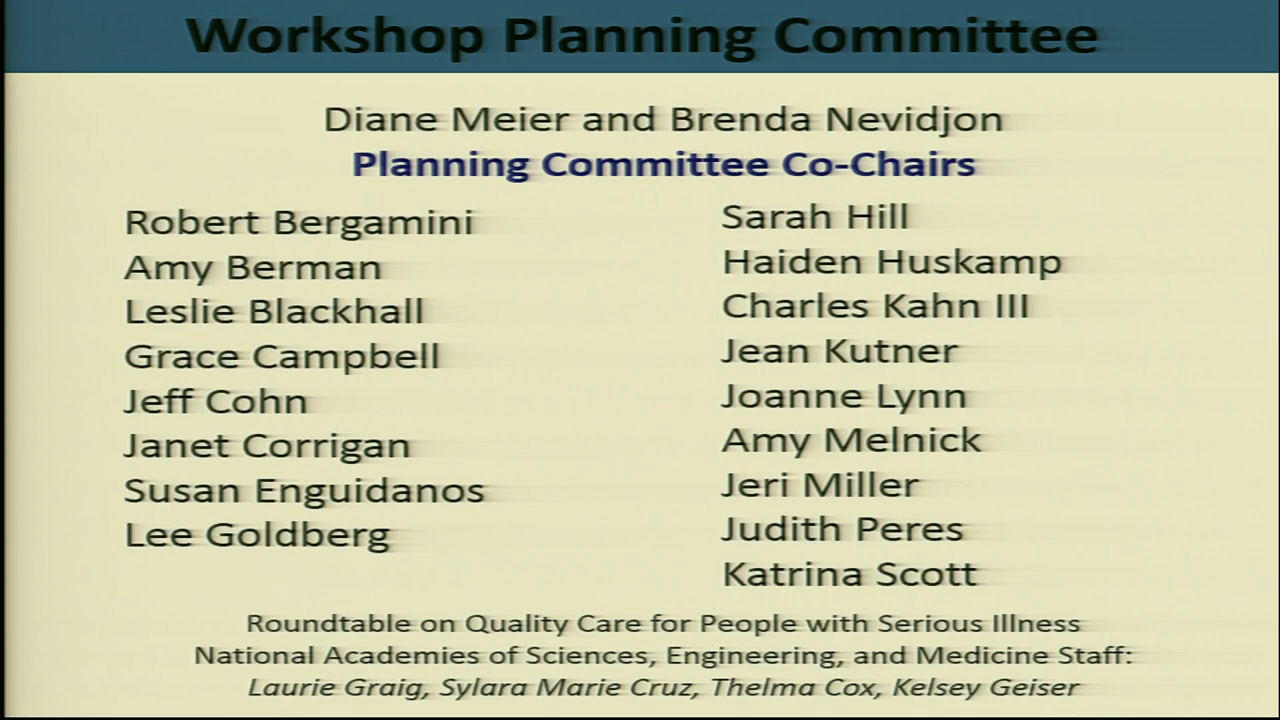 Workshop Planning Committee
Diane Meier and Brenda Nevidjon
Planning Committee Co-Chairs
Robert Bergamini
Amy Berman
Leslie Blackhall
Grace Campbell
Jeff Cohn
Janet Corrigan
Susan Enguidanos
Lee Goldberg
Sarah Hill
Haiden Huskamp
Charles Kahn III
Jean Kutner
Joanne Lynn
Amy Melnick
Jeri Miller
Judith Peres
Katrina Scott
Roundtable on Quality Care for People with Serious Illness
National Academies of Sciences, Engineering, and Medicine Staff:
Laurie Graig, Sylara Marie Cruz, Thelma Cox, Kelsey Geiser